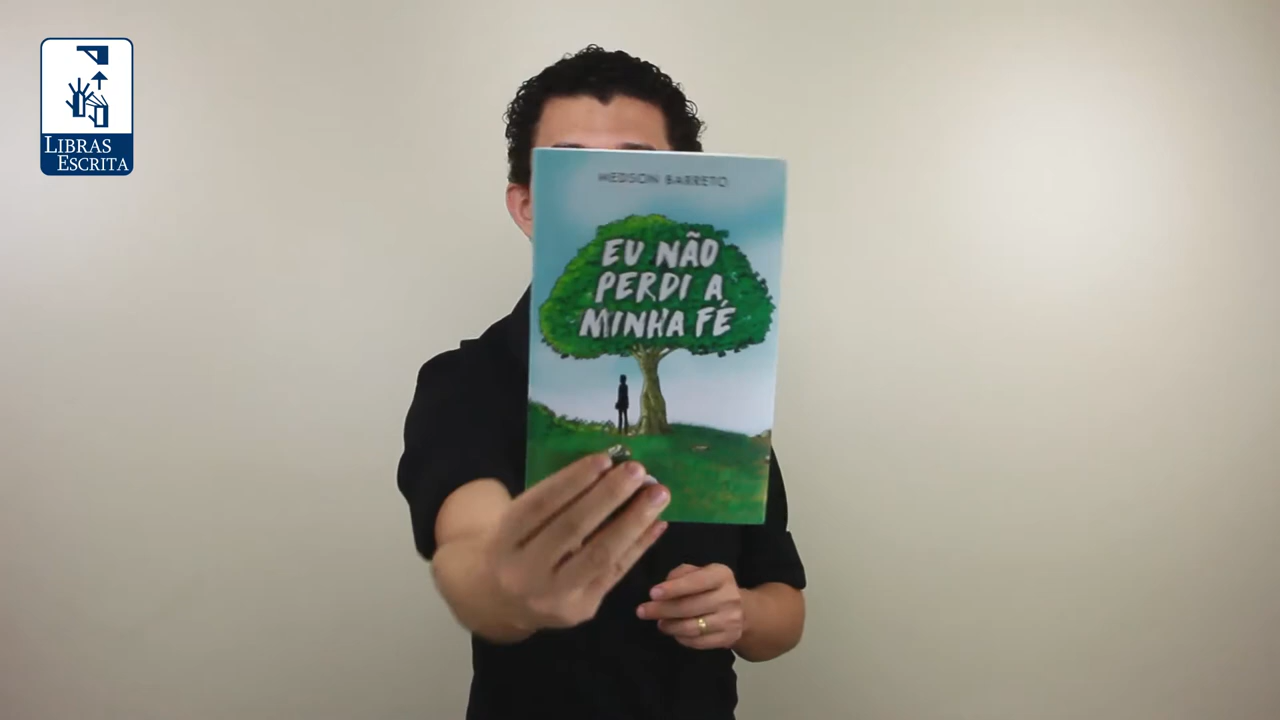 LIBRAS
ESCRITA
HEDSON BARRETO
EU NÃO
PERDI A
MINHA FÉ